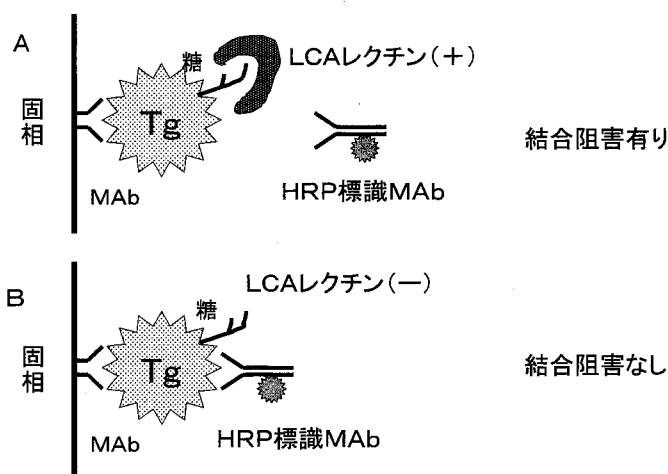 A
糖
LCAレクチン(+)
固相
Tg
結合阻害有り
MAb
HRP標識MAb
B
糖
LCAレクチン(ー)
固相
Tg
結合阻害なし
MAb
HRP標識MAb